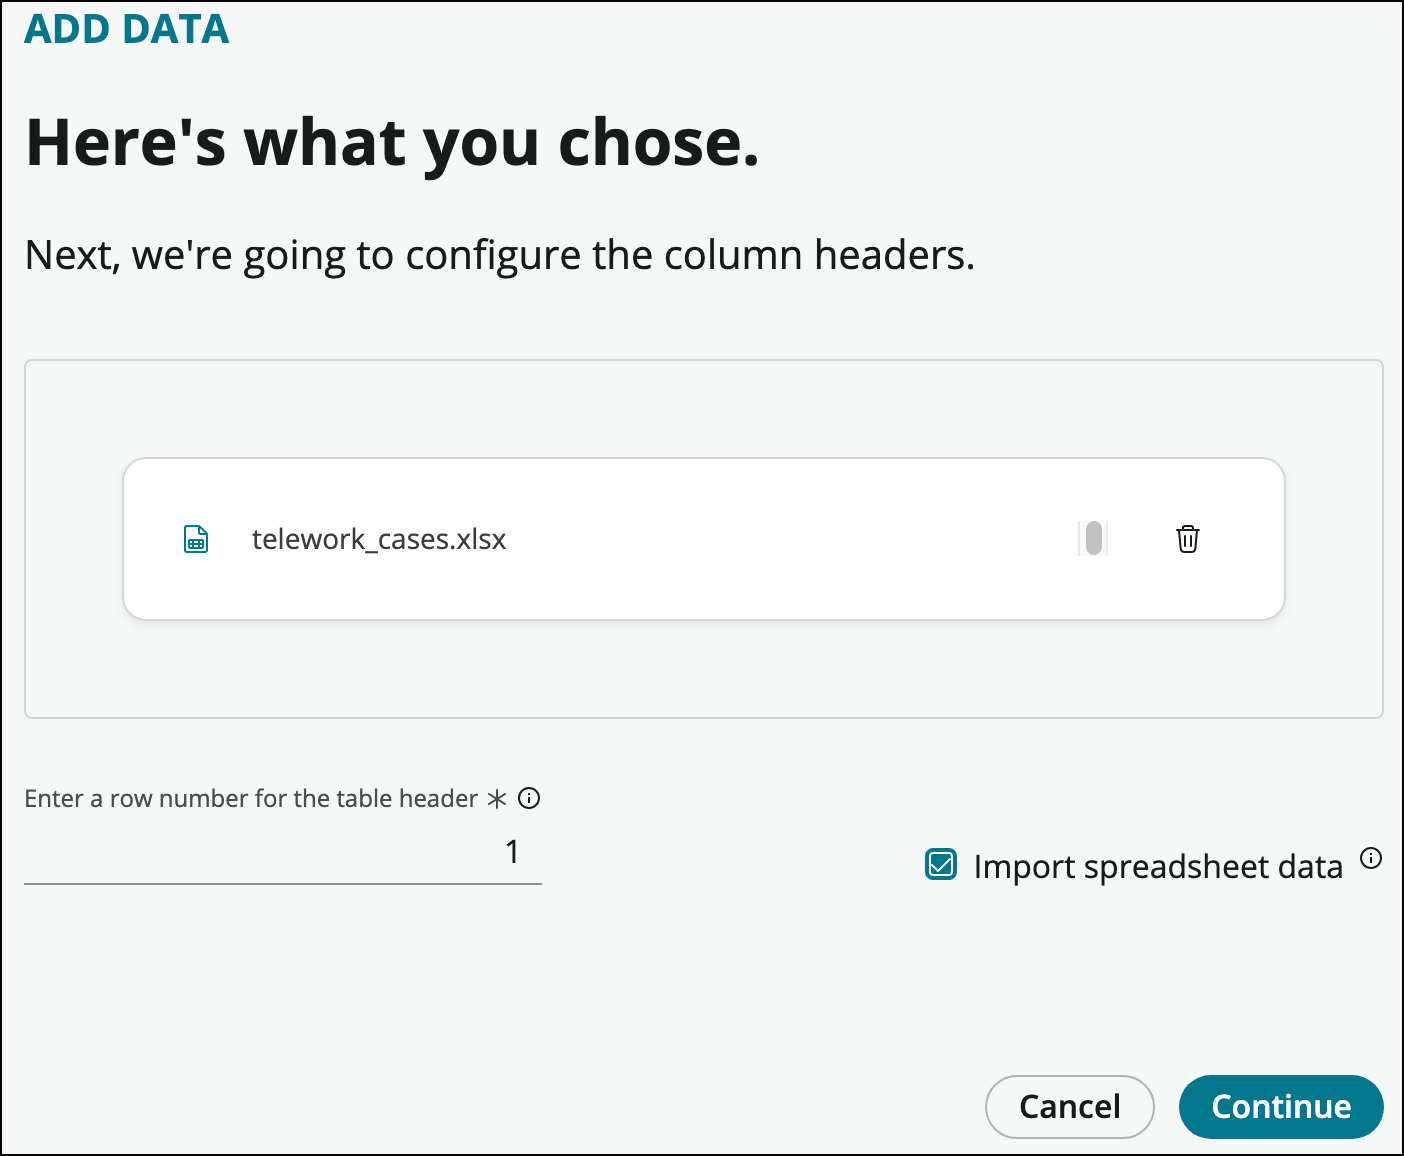 ADD DATA
Here's what you chose.
Next, we're going to configure the column headers.
telework_cases.xlsx
Enter a row number for the table header *
1
Import spreadsheet data
Cancel
Continue